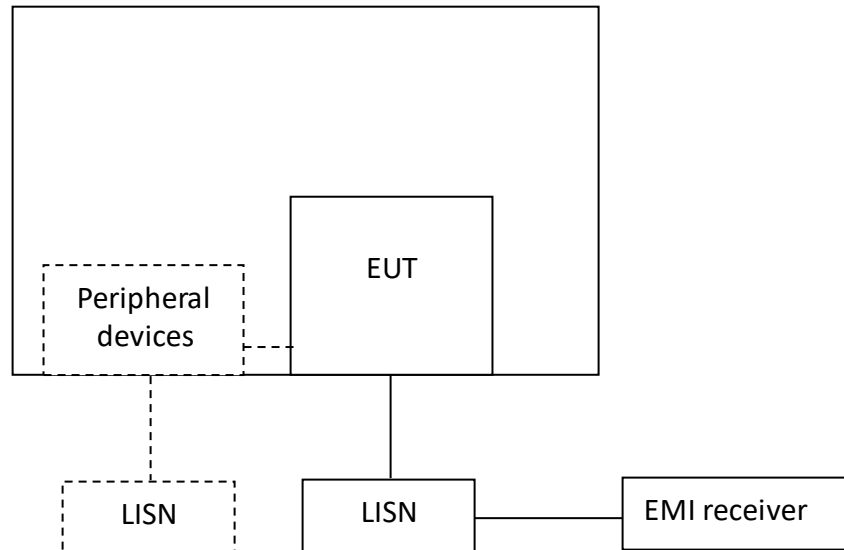 EUT
Peripheral
devices
LISN
LISN
EMI receiver